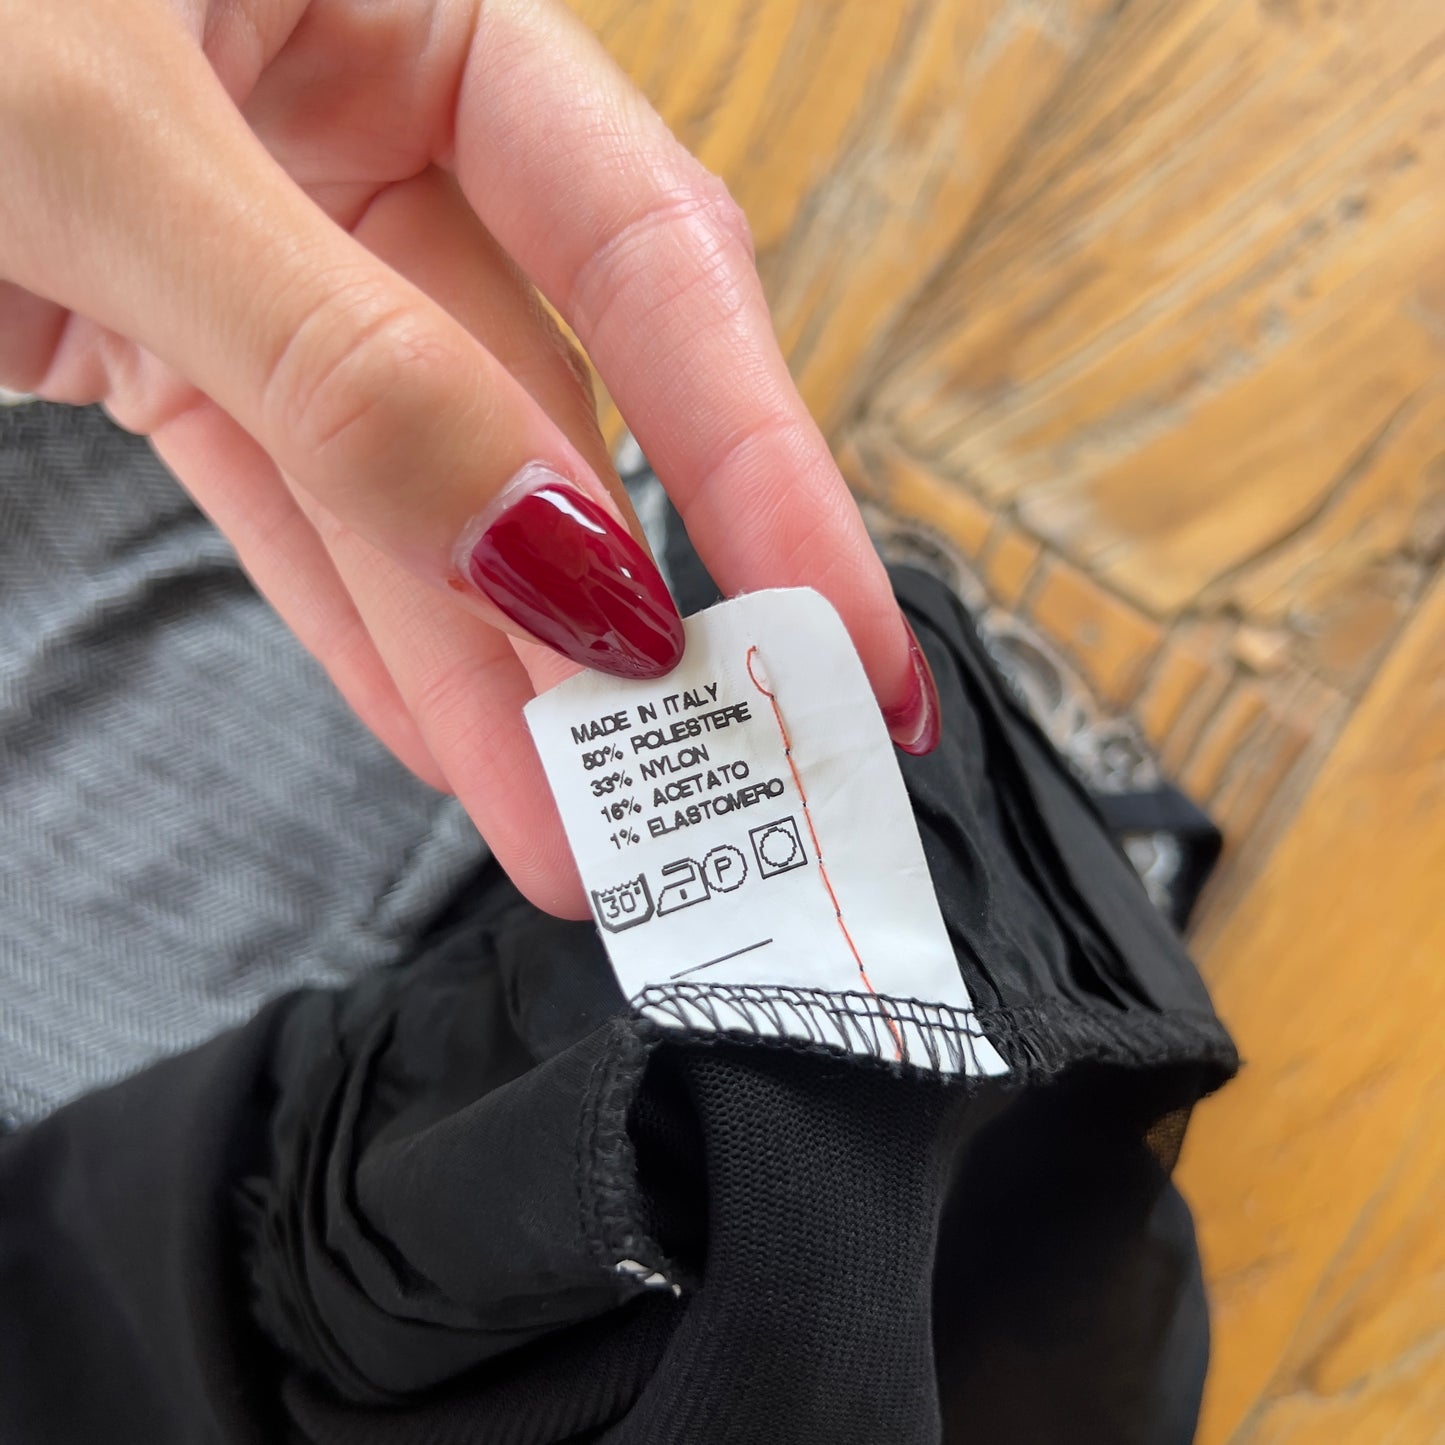 MADE IN ITALY
50% POLIESTERE
33% NYLON
16% ACETATO
1% ELASTOMERO
30° P